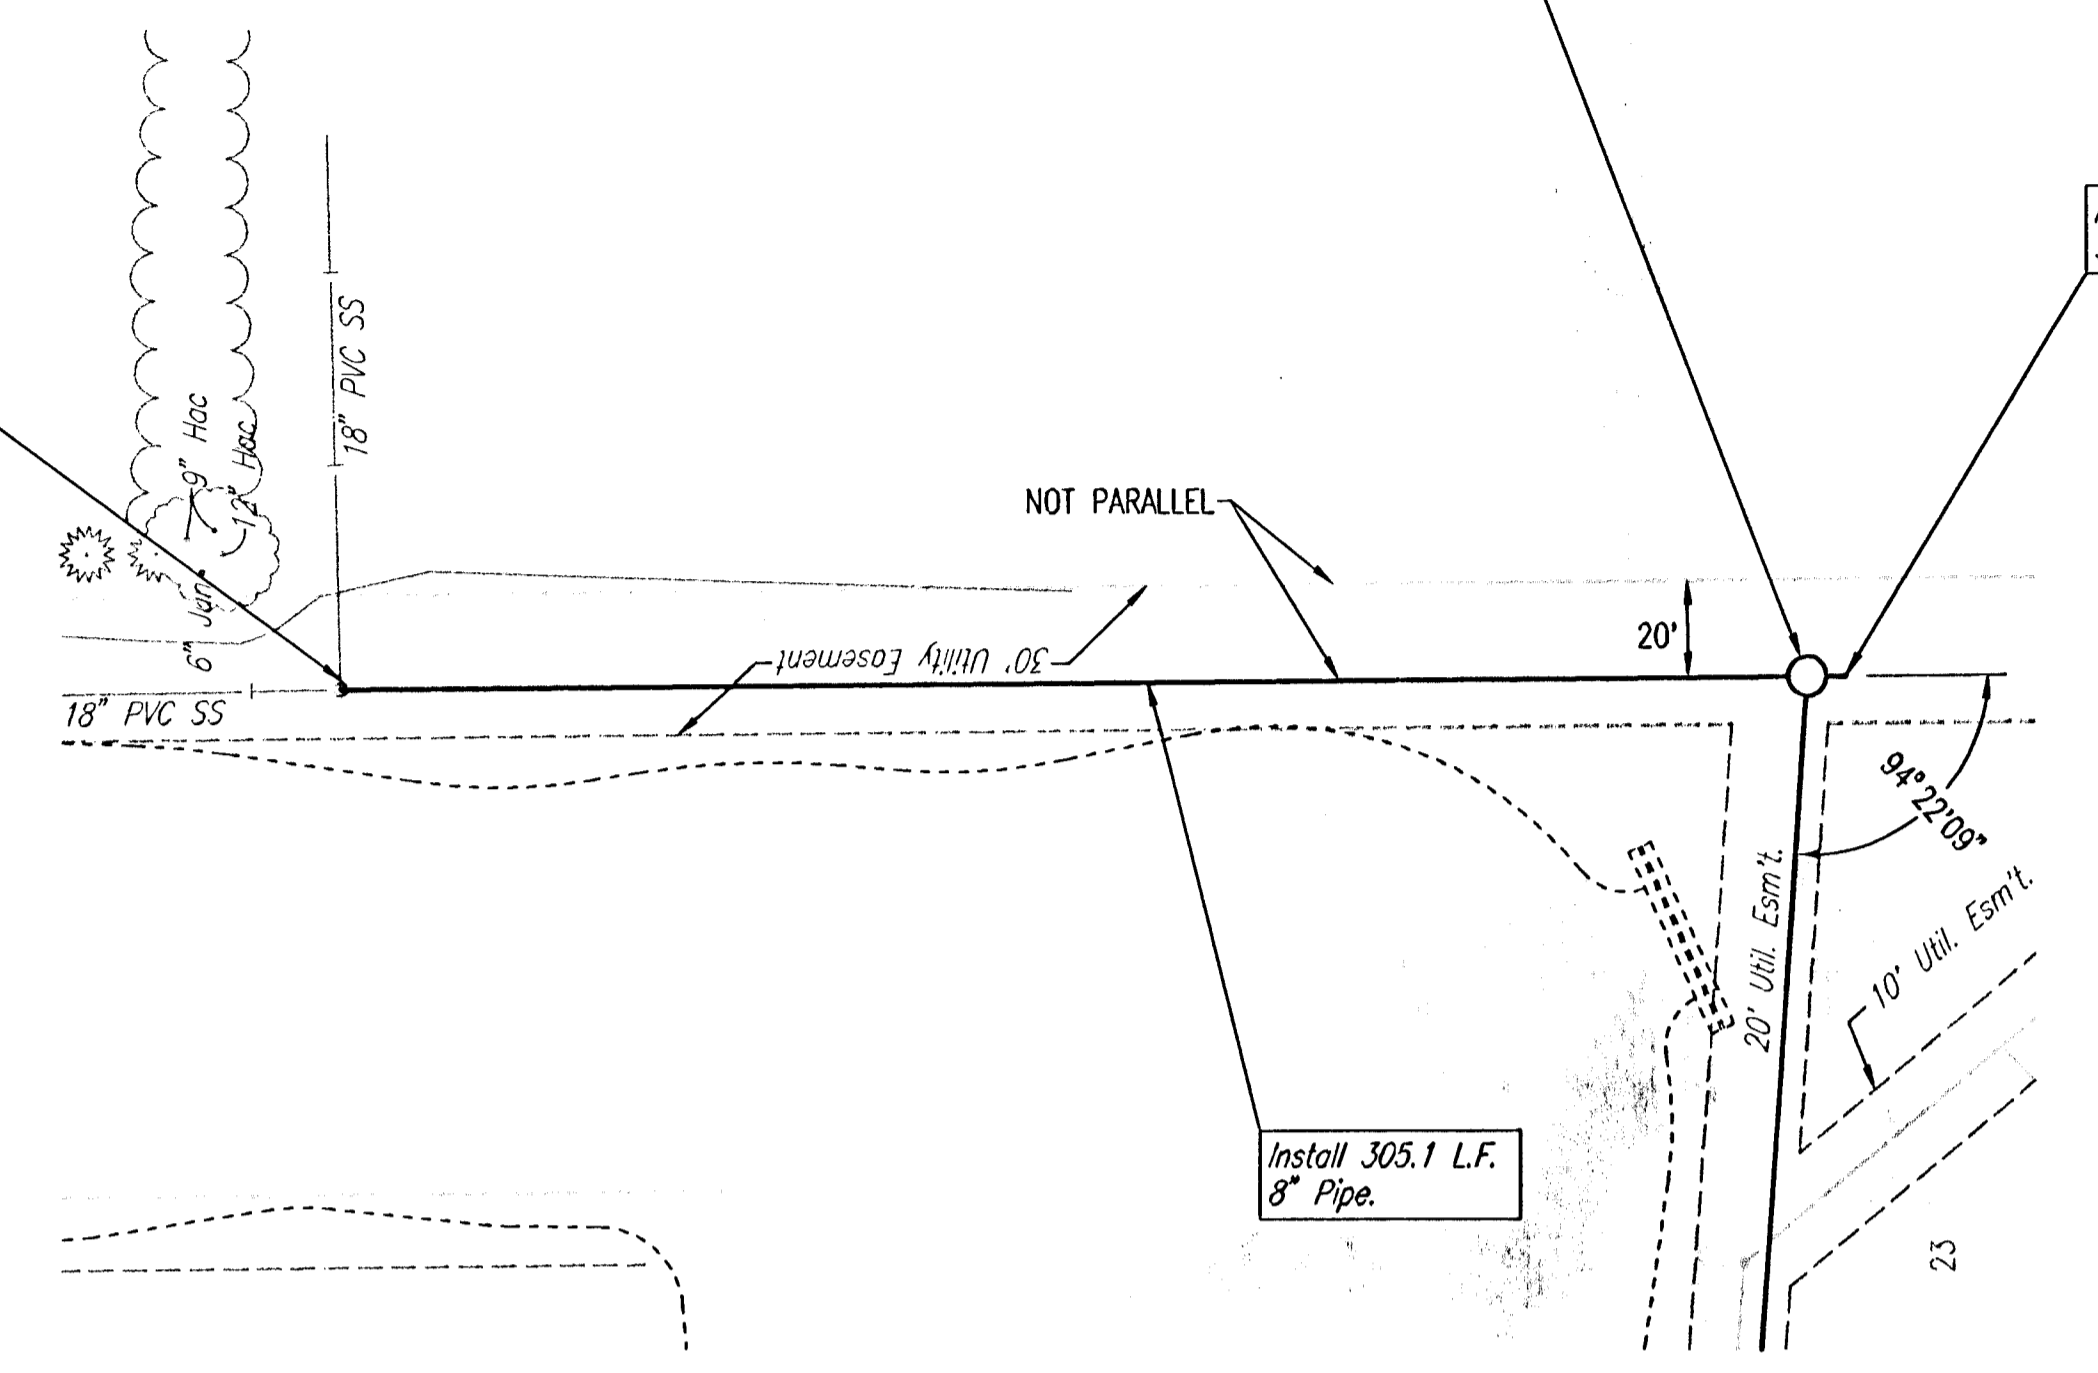 9" Hac
12" Hac
18" PVC SS
NOT PARALLEL
20'
30' Utility Easement
6" Jun
18" PVC SS
94°22'09"
20' Util. Esm't.
10' Util. Esm't.
Install 305.1 L.F.
8" Pipe.
23